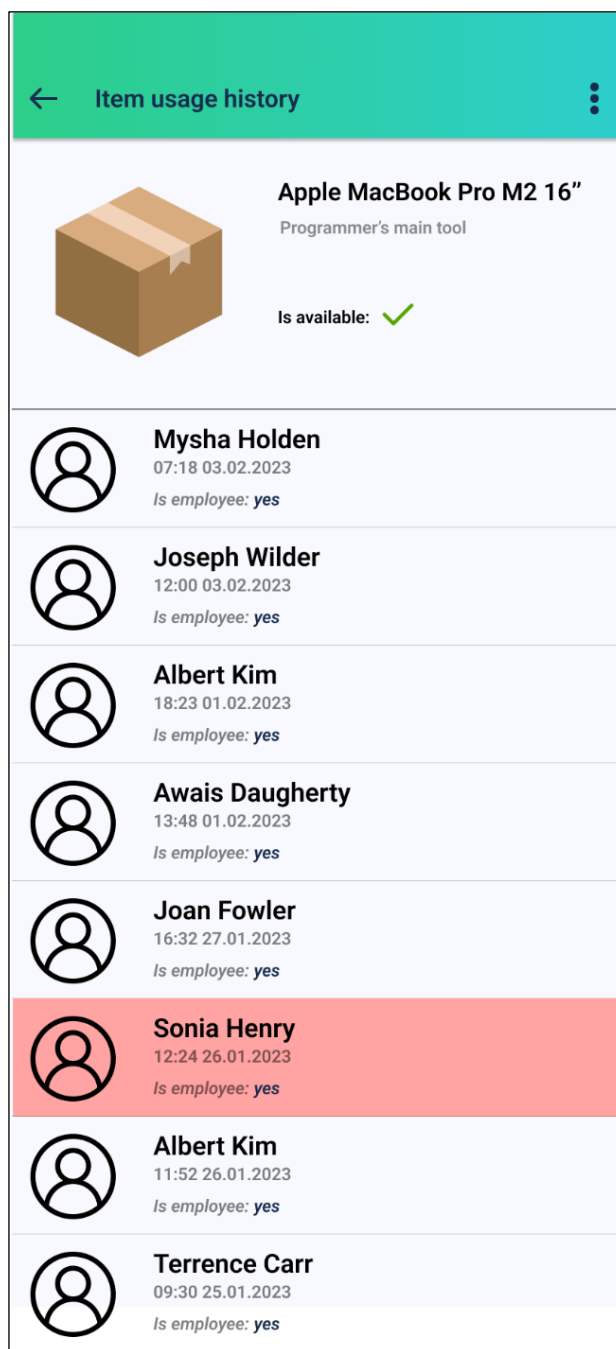 Item usage history
Apple MacBook Pro M2 16”
Programmer’s main tool
Is available:
Mysha Holden
07:18 03.02.2023
Is employee: yes
Joseph Wilder
12:00 03.02.2023
Is employee: yes
Albert Kim
18:23 01.02.2023
Is employee: yes
Awais Daugherty
13:48 01.02.2023
Is employee: yes
Joan Fowler
16:32 27.01.2023
Is employee: yes
Sonia Henry
12:24 26.01.2023
Is employee: yes
Albert Kim
11:52 26.01.2023
Is employee: yes
Terrence Carr
09:30 25.01.2023
Is employee: yes